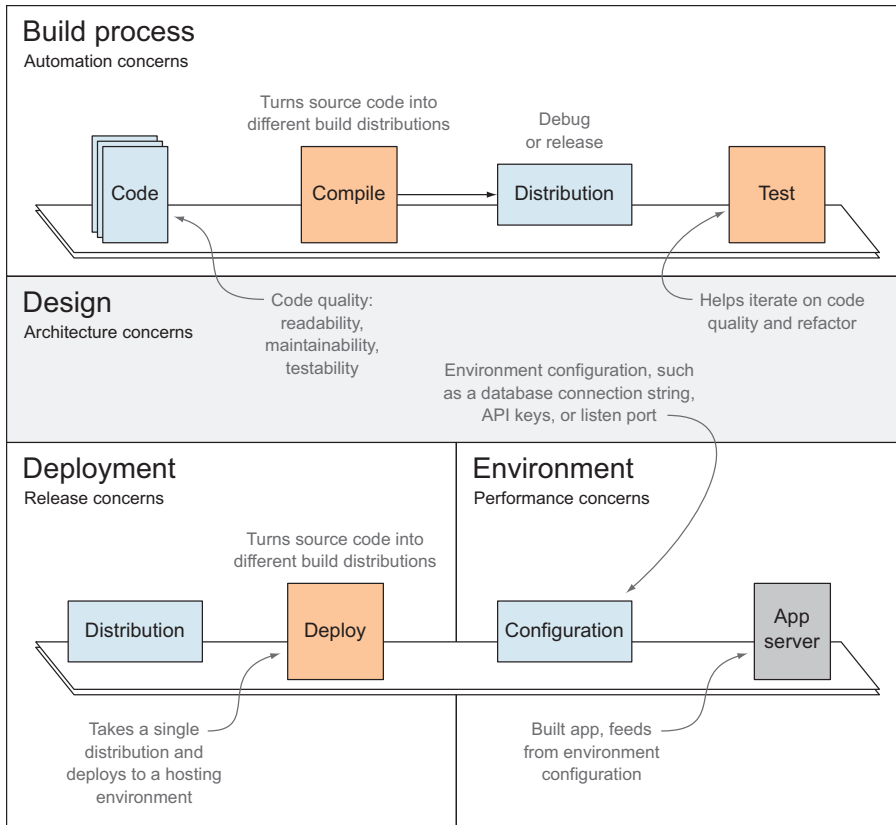 Build process
Automation concerns
Turns source code into
different build distributions
Debug
or release
Code
Compile
Distribution
Test
Design
Architecture concerns
Code quality:
readability,
maintainability,
testability
Helps iterate on code
quality and refactor
Environment configuration, such
as a database connection string,
API keys, or listen port
Deployment
Release concerns
Environment
Performance concerns
Turns source code into
different build distributions
Distribution
Deploy
Configuration
App
server
Takes a single
distribution and
deploys to a hosting
environment
Built app, feeds
from environment
configuration